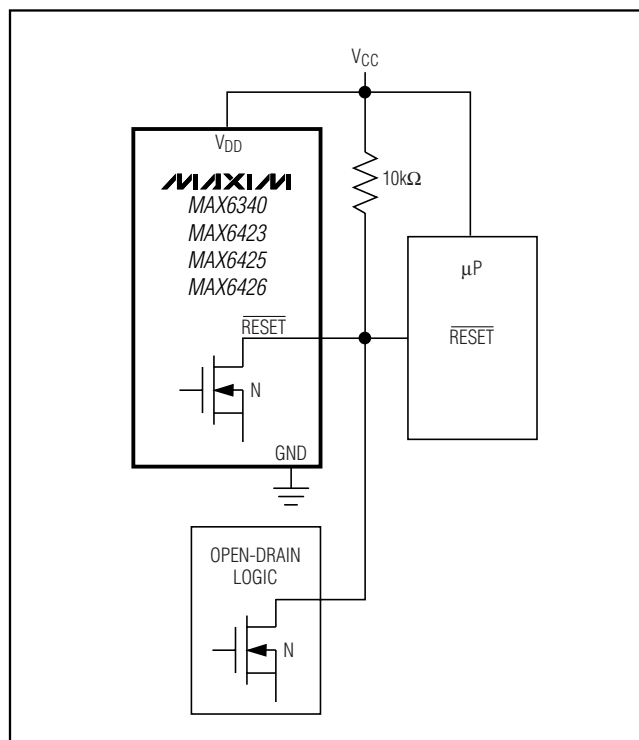 VCC
VDD
MAXIM
MAX6340
MAX6423
MAX6425
MAX6426
10kΩ
μP
RESET
RESET
N
GND
OPEN-DRAIN
LOGIC
N